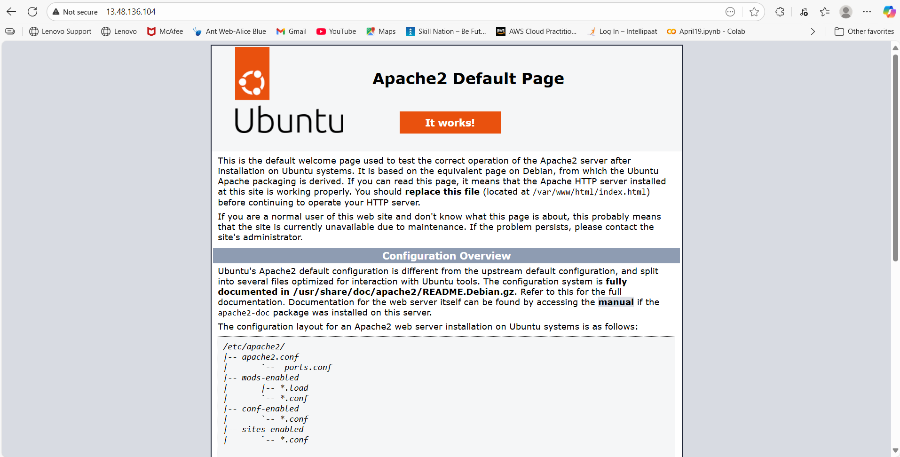 Not secure 13.48.136.104
Lenovo Support Lenovo McAfee Ant Web-Alice Blue Gmail YouTube Maps Skill Nation – Be Fut... AWS Cloud Practitio... Log In – Intellipaat April19.ipynb - Colab Other favorites
Ubuntu
Apache2 Default Page
It works!
This is the default welcome page used to test the correct operation of the Apache2 server after
installation on Ubuntu systems. It is based on the equivalent page on Debian, from which the Ubuntu
Apache packaging is derived. If you can read this page, it means that the Apache HTTP server installed
at this site is working properly. You should replace this file (located at /var/www/html/index.html)
before continuing to operate your HTTP server.
If you are a normal user of this web site and don't know what this page is about, this probably means
that the site is currently unavailable due to maintenance. If the problem persists, please contact the
site's administrator.
Configuration Overview
Ubuntu's Apache2 default configuration is different from the upstream default configuration, and split
into several files optimized for interaction with Ubuntu tools. The configuration system is fully
documented in /usr/share/doc/apache2/README.Debian.gz. Refer to this for the full
documentation. Documentation for the web server itself can be found by accessing the manual if the
apache2-doc package was installed on this server.
The configuration layout for an Apache2 web server installation on Ubuntu systems is as follows:
/etc/apache2/
|-- apache2.conf
|       `--  ports.conf
|-- mods-enabled
|       |-- *.load
|       `-- *.conf
|-- conf-enabled
|       `-- *.conf
|   sites enabled
|       `-- *.conf